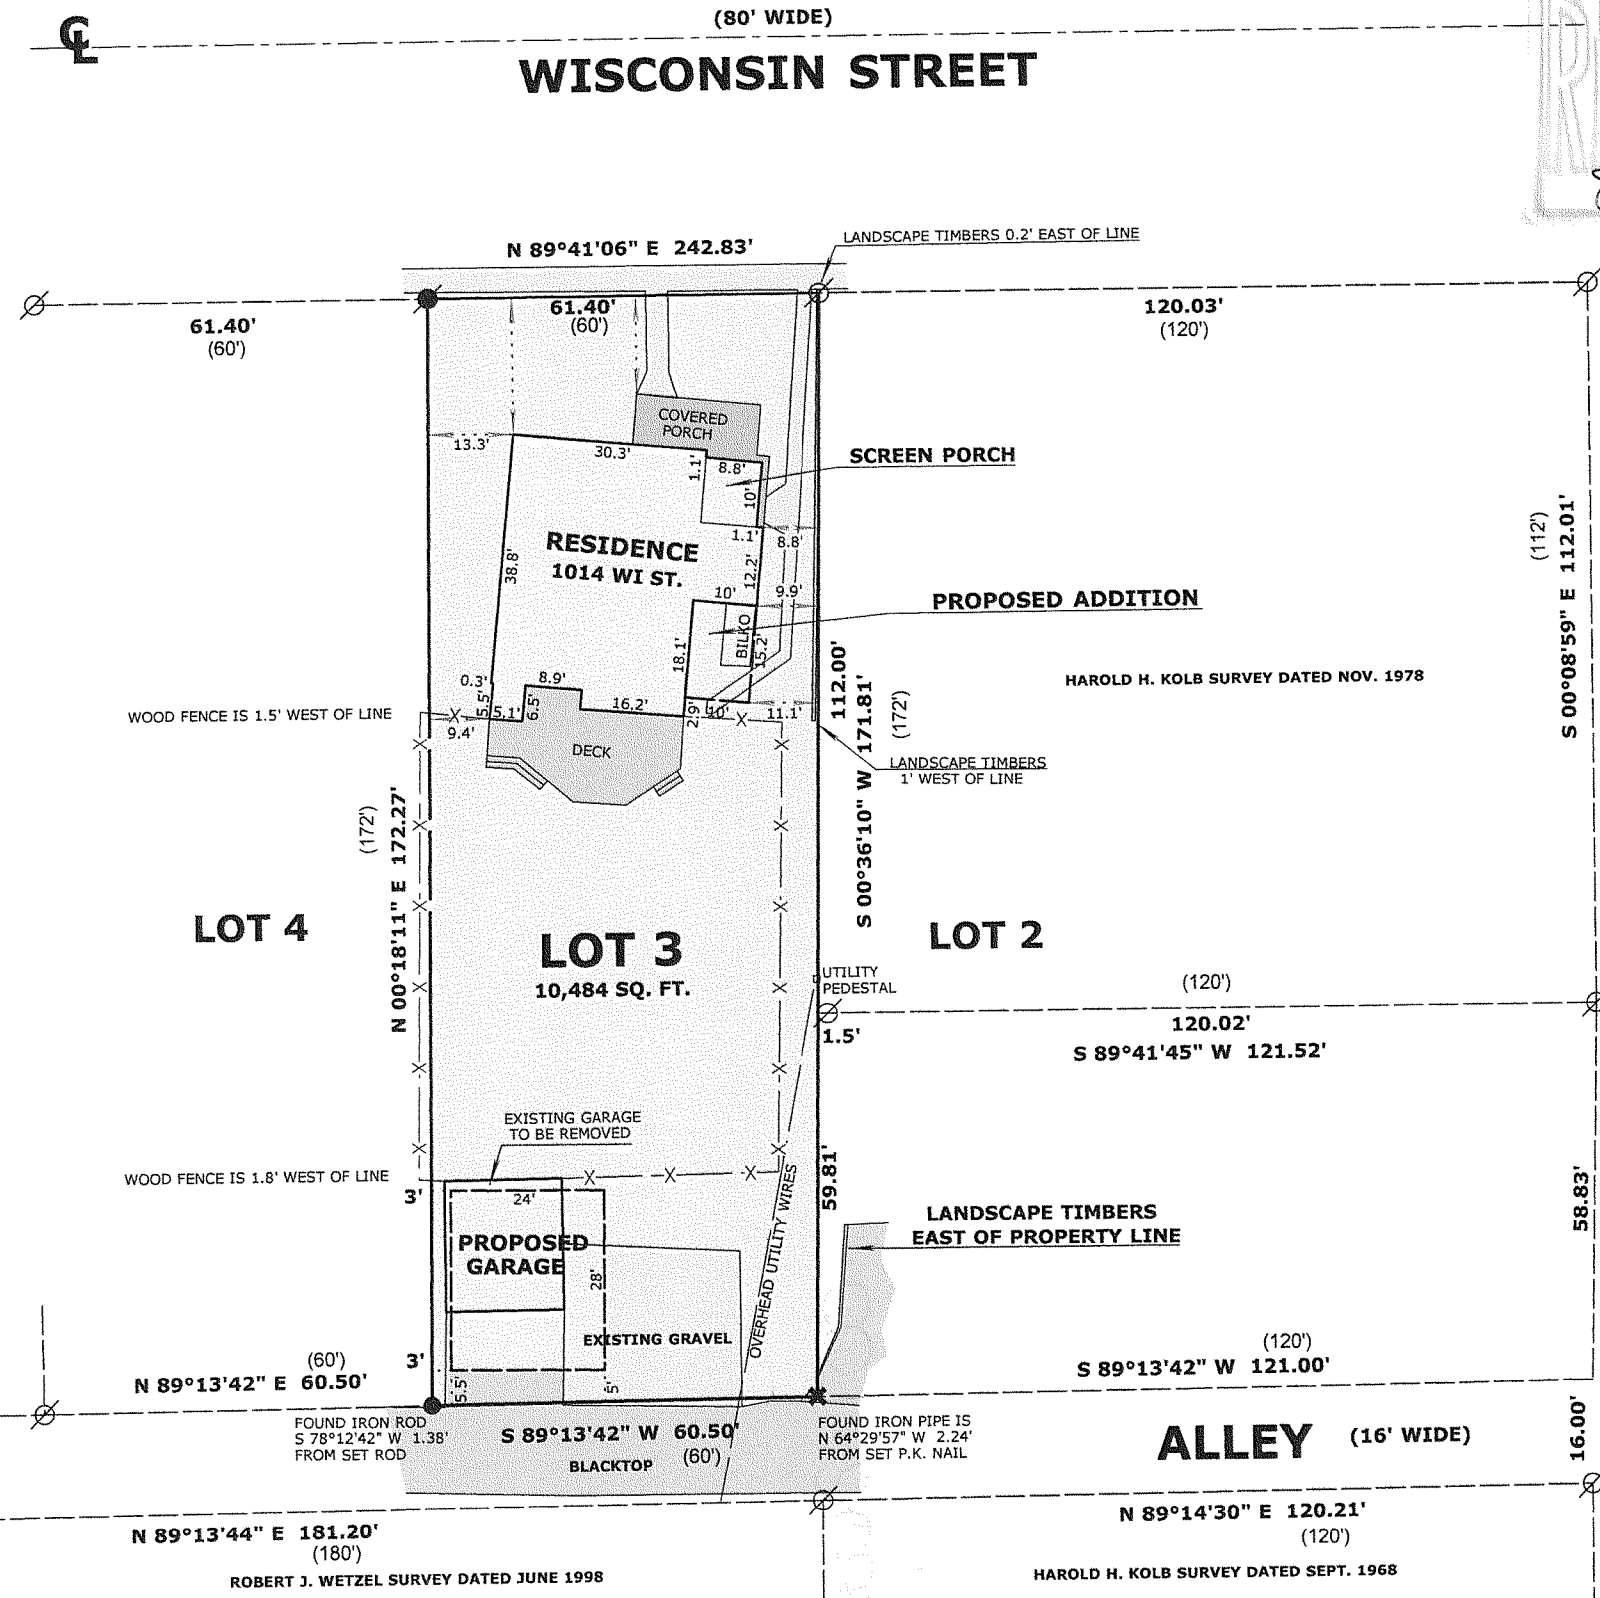 (80' WIDE)
CL
WISCONSIN STREET
LANDSCAPE TIMBERS 0.2' EAST OF LINE
N 89°41'06" E 242.83'
61.40'
(60')
61.40'
(60')
120.03'
(120')
COVERED
PORCH
13.3'
30.3'
1.1'
8.8'
10'
SCREEN PORCH
1.1'
8.8'
RESIDENCE
1014 WI ST.
38.8'
12.2'
10'
9.9'
PROPOSED ADDITION
BILKO
18.1'
15.2'
(112')
S 00°08'59" E 112.01'
HAROLD H. KOLB SURVEY DATED NOV. 1978
0.3'
8.9'
5.5'
5.1'
6.5'
16.2'
2.9'
10'
11.1'
WOOD FENCE IS 1.5' WEST OF LINE
9.4'
DECK
112.00'
S 00°36'10" W 171.81'
(172')
LANDSCAPE TIMBERS
1' WEST OF LINE
(172')
N 00°18'11" E 172.27'
LOT 4
LOT 3
10,484 SQ. FT.
LOT 2
UTILITY
PEDESTAL
(120')
1.5'
120.02'
S 89°41'45" W 121.52'
EXISTING GARAGE
TO BE REMOVED
WOOD FENCE IS 1.8' WEST OF LINE
3'
24'
59.81'
58.83'
OVERHEAD UTILITY WIRES
LANDSCAPE TIMBERS
EAST OF PROPERTY LINE
PROPOSED
GARAGE
28'
EXISTING GRAVEL
3'
5.5'
5'
(60')
N 89°13'42" E 60.50'
(120')
S 89°13'42" W 121.00'
FOUND IRON ROD
S 78°12'42" W 1.38'
FROM SET ROD
S 89°13'42" W 60.50'
(60')
BLACKTOP
FOUND IRON PIPE IS
N 64°29'57" W 2.24'
FROM SET P.K. NAIL
ALLEY (16' WIDE)
16.00'
N 89°13'44" E 181.20'
(180')
N 89°14'30" E 120.21'
(120')
ROBERT J. WETZEL SURVEY DATED JUNE 1998
HAROLD H. KOLB SURVEY DATED SEPT. 1968